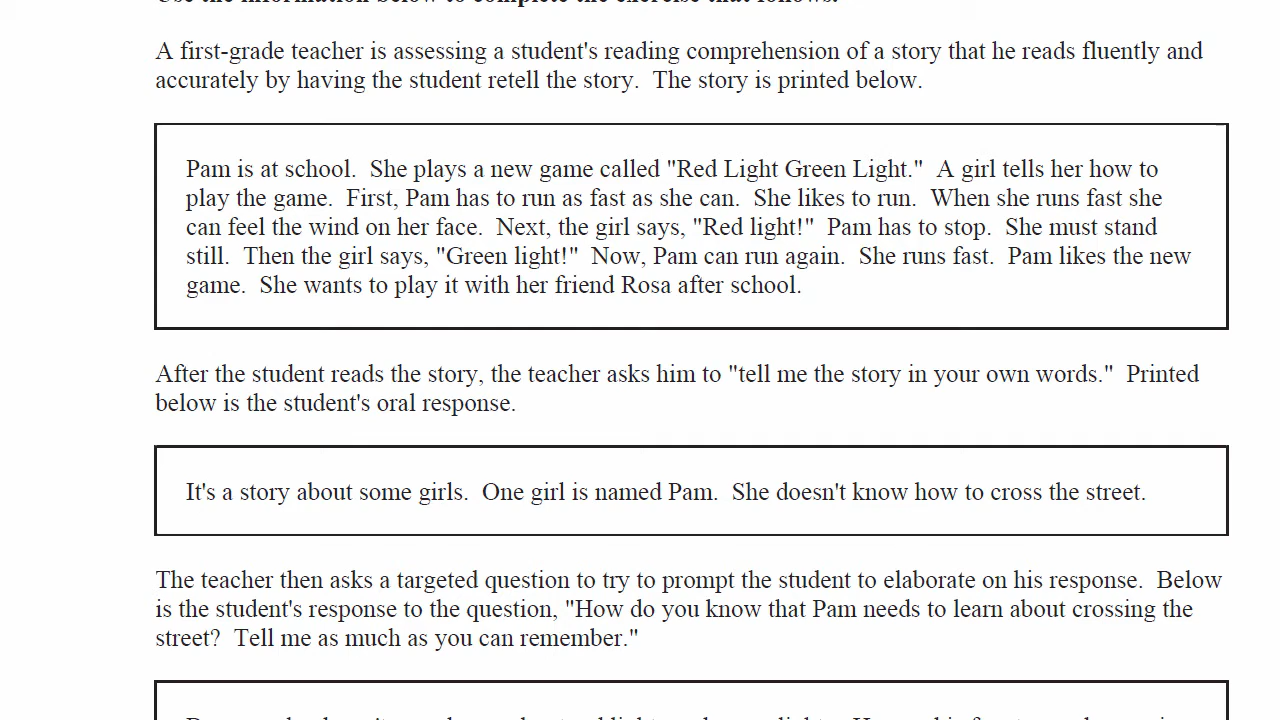 Use the information below to complete the exercise that follows.
A first-grade teacher is assessing a student's reading comprehension of a story that he reads fluently and
accurately by having the student retell the story. The story is printed below.
Pam is at school. She plays a new game called "Red Light Green Light." A girl tells her how to
play the game. First, Pam has to run as fast as she can. She likes to run. When she runs fast she
can feel the wind on her face. Next, the girl says, "Red light!" Pam has to stop. She must stand
still. Then the girl says, "Green light!" Now, Pam can run again. She runs fast. Pam likes the new
game. She wants to play it with her friend Rosa after school.
After the student reads the story, the teacher asks him to "tell me the story in your own words." Printed
below is the student's oral response.
It's a story about some girls. One girl is named Pam. She doesn't know how to cross the street.
The teacher then asks a targeted question to try to prompt the student to elaborate on his response. Below
is the student's response to the question, "How do you know that Pam needs to learn about crossing the
street? Tell me as much as you can remember."